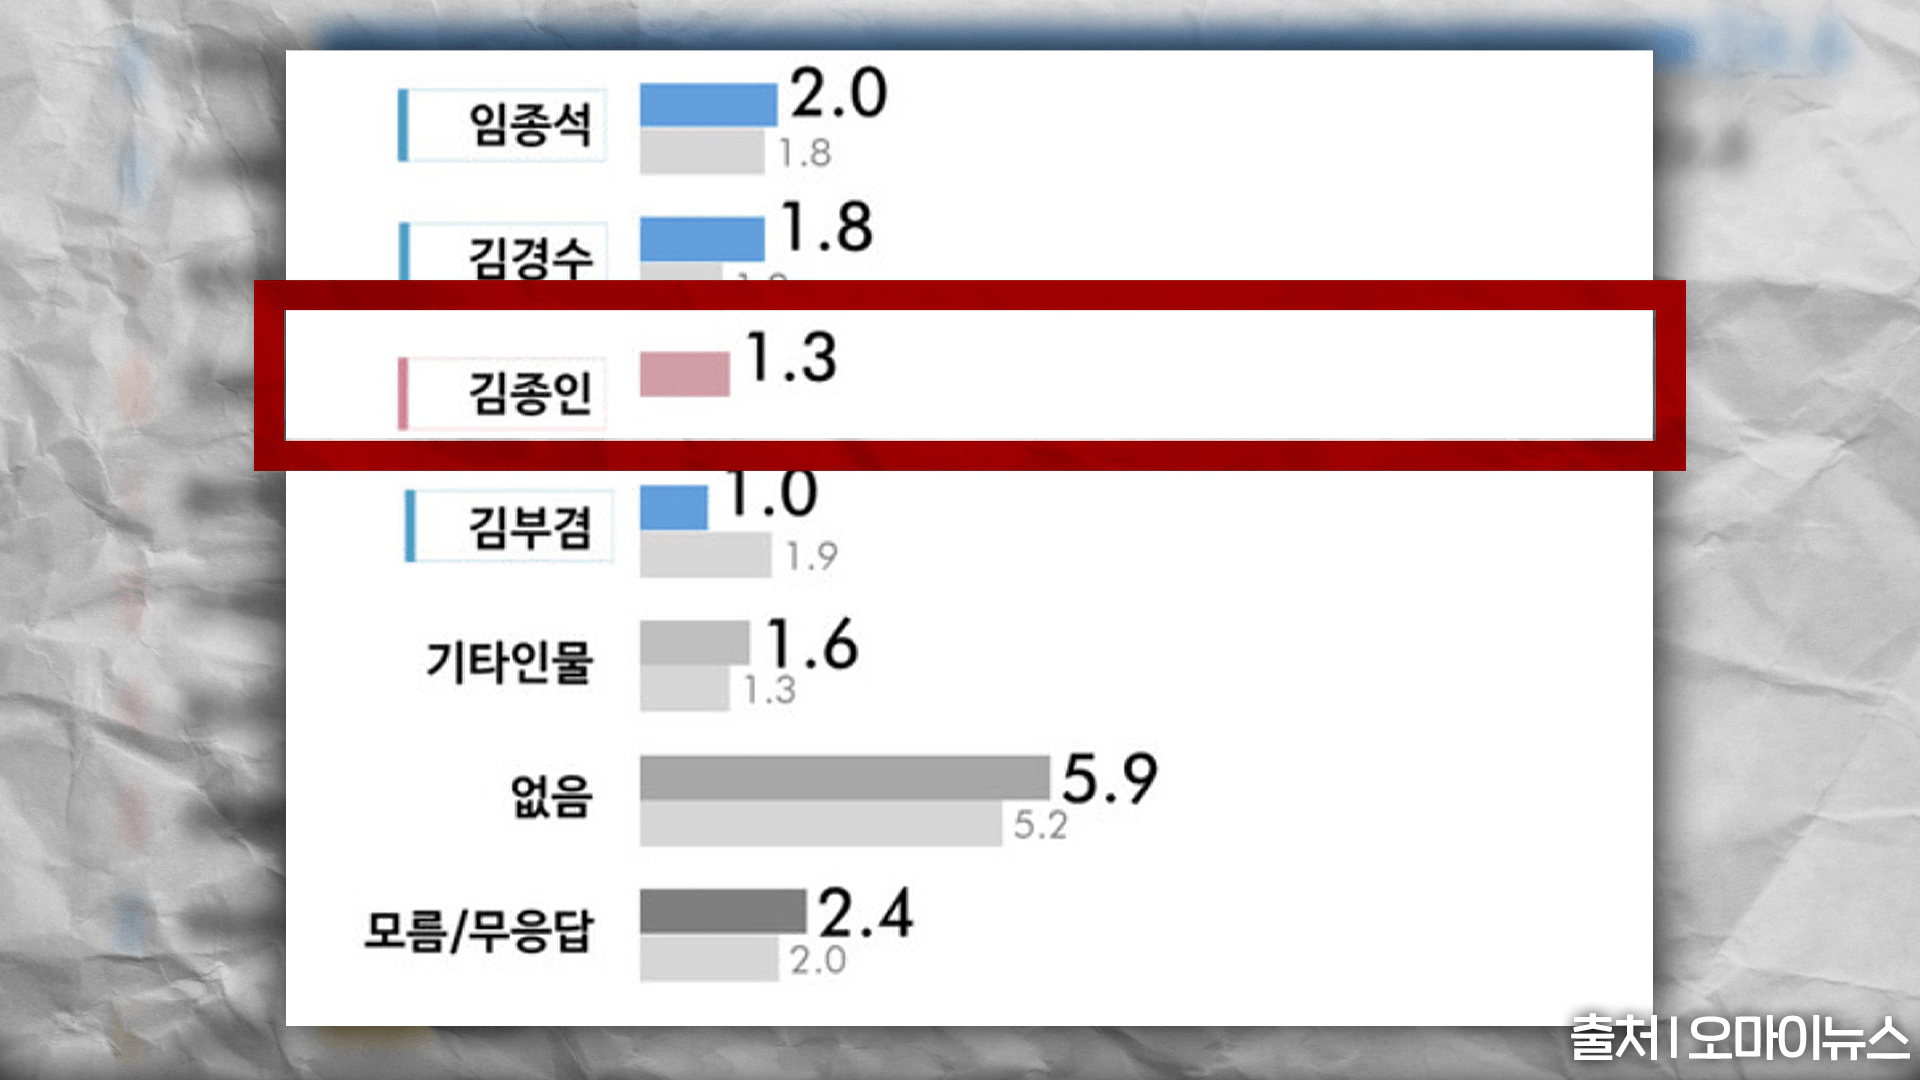 임종석 2.0
1.8
김경수 1.8
김종인 1.3
김부겸 1.0
1.9
기타인물 1.6
1.3
없음 5.9
5.2
모름/무응답 2.4
2.0
출처 | 오마이뉴스